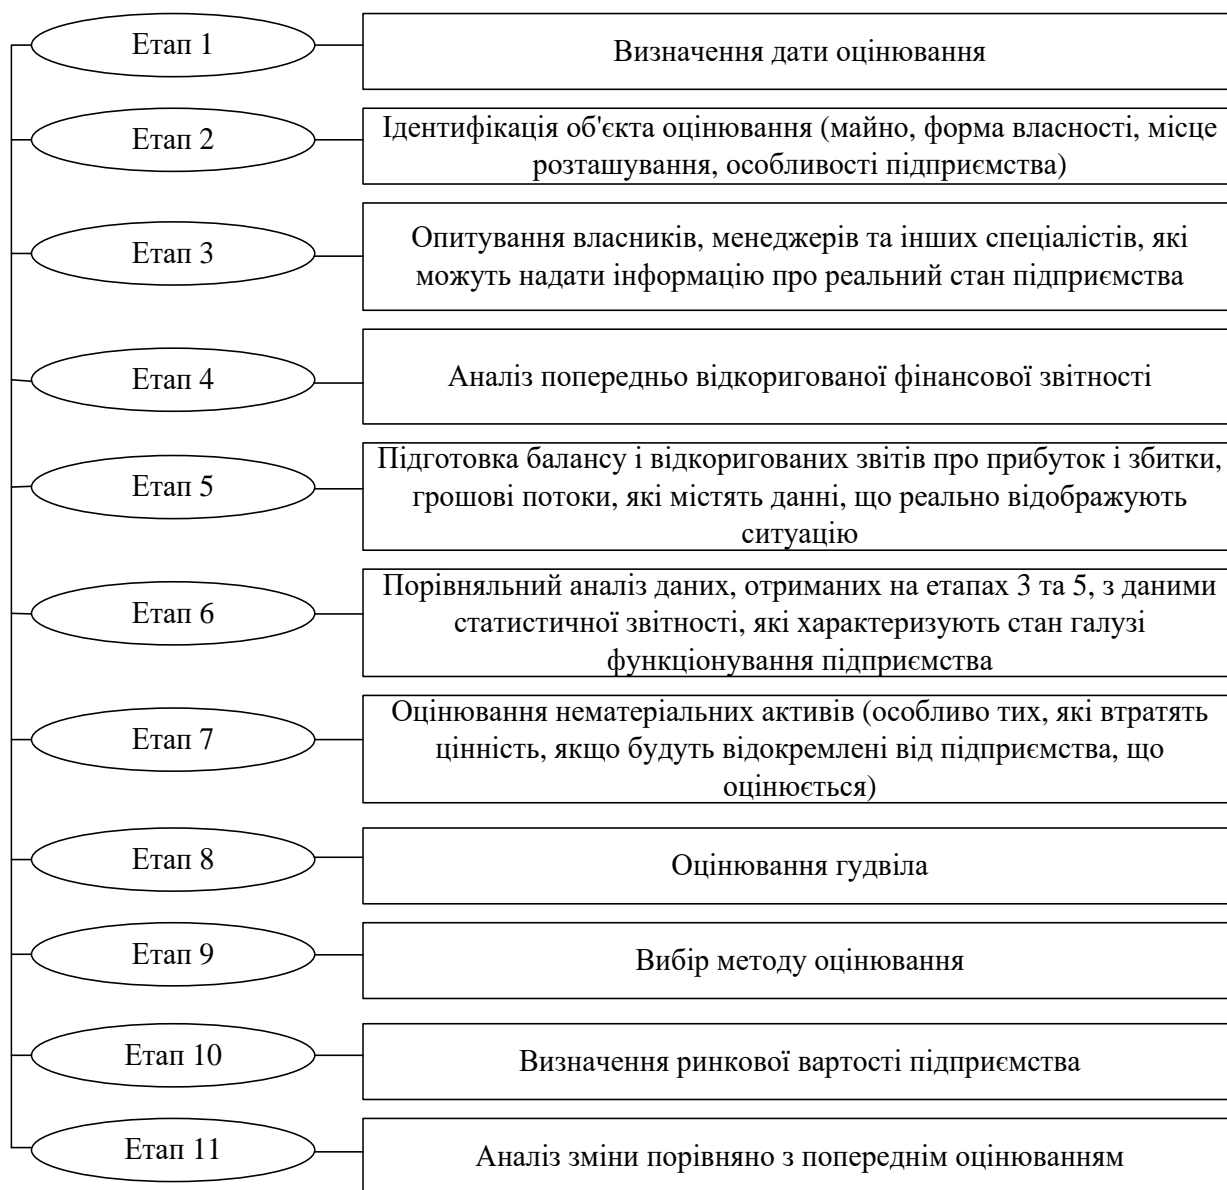 Етап 1
Визначення дати оцінювання
Етап 2
Ідентифікація об'єкта оцінювання (майно, форма власності, місце
розташування, особливості підприємства)
Етап 3
Опитування власників, менеджерів та інших спеціалістів, які
можуть надати інформацію про реальний стан підприємства
Етап 4
Аналіз попередньо відкоригованої фінансової звітності
Етап 5
Підготовка балансу і відкоригованих звітів про прибуток і збитки,
грошові потоки, які містять данні, що реально відображують
ситуацію
Етап 6
Порівняльний аналіз даних, отриманих на етапах 3 та 5, з даними
статистичної звітності, які характеризують стан галузі
функціонування підприємства
Етап 7
Оцінювання нематеріальних активів (особливо тих, які втратять
цінність, якщо будуть відокремлені від підприємства, що
оцінюється)
Етап 8
Оцінювання гудвіла
Етап 9
Вибір методу оцінювання
Етап 10
Визначення ринкової вартості підприємства
Етап 11
Аналіз зміни порівняно з попереднім оцінюванням